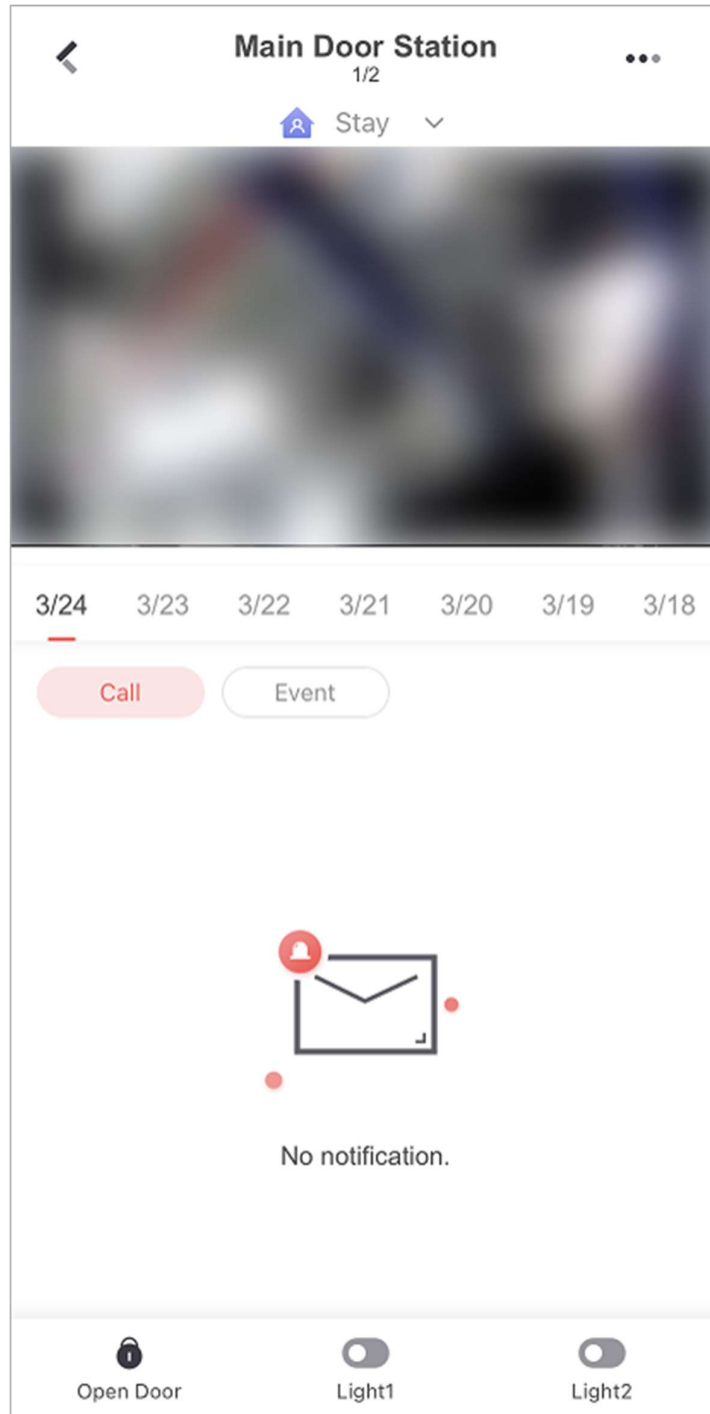 Main Door Station
1/2
Stay
3/24 3/23 3/22 3/21 3/20 3/19 3/18
Call Event
No notification.
Open Door Light1 Light2